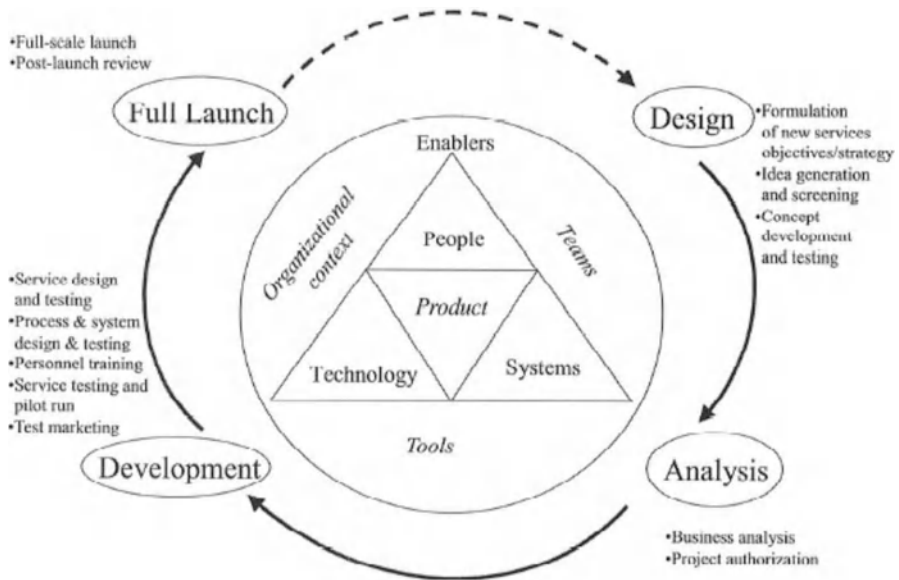 •Full-scale launch
•Post-launch review
Full Launch
Design
•Formulation
of new services
objectives/strategy
•Idea generation
and screening
•Concept
development
and testing
Enablers
Organizational
context
People
Teams
Product
Technology
Systems
Tools
•Service design
and testing
•Process & system
design & testing
•Personnel training
•Service testing and
pilot run
•Test marketing
Development
Analysis
•Business analysis
•Project authorization